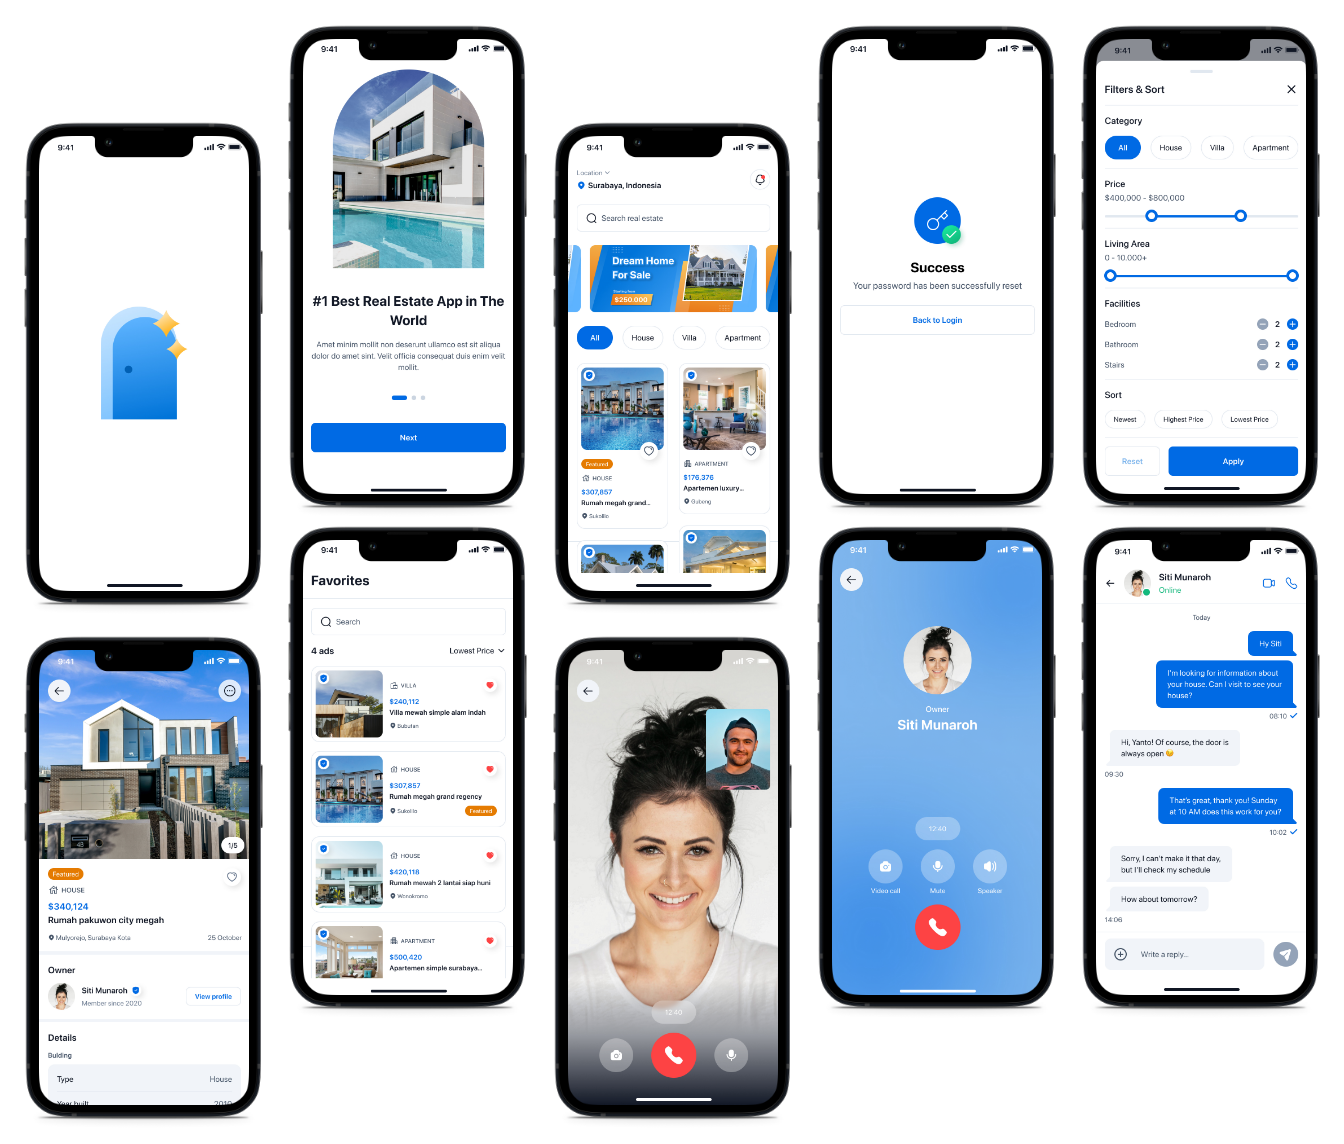 9:41
9:41
#1 Best Real Estate App in The
World
Amet minim mollit non deserunt ullamco est sit aliqua
dolor do amet sint. Velit officia consequat duis enim velit
mollit.
Next
9:41
Location
Surabaya, Indonesia
Search real estate
Dream Home
For Sale
Starting from
$250.000
All
House
Villa
Apartment
Featured
HOUSE
$307,857
Rumah megah grand...
Sukolilo
APARTMENT
$176,376
Apartemen luxury...
Gubeng
9:41
Success
Your password has been successfully reset
Back to Login
9:41
Filters & Sort
Category
All
House
Villa
Apartment
Price
$400,000 - $800,000
Living Area
0 - 10.000+
Facilities
Bedroom
2
Bathroom
2
Stairs
2
Sort
Newest
Highest Price
Lowest Price
Reset
Apply
9:41
1/5
Featured
HOUSE
$340,124
Rumah pakuwon city megah
Mulyorejo, Surabaya Kota
25 October
Owner
Siti Munaroh
Member since 2020
View profile
Details
Bulding
Type
House
Year built
2019
9:41
Favorites
Search
4 ads
Lowest Price
VILLA
$240,112
Villa mewah simple alam indah
Bubutan
HOUSE
$307,857
Rumah megah grand regency
Sukolilo
Featured
HOUSE
$420,118
Rumah mewah 2 lantai siap huni
Wonokromo
APARTMENT
$500,420
Apartemen simple surabaya...
9:41
12:40
9:41
Owner
Siti Munaroh
12:40
Video call
Mute
Speaker
9:41
Siti Munaroh
Online
Today
Hy Siti
I'm looking for information about
your house. Can I visit to see your
house?
08:10
Hi, Yanto! Of course, the door is
always open 😉
09:30
That's great, thank you! Sunday
at 10 AM does this work for you?
10:02
Sorry, I can't make it that day,
but I'll check my schedule
How about tomorrow?
14:06
Write a reply...